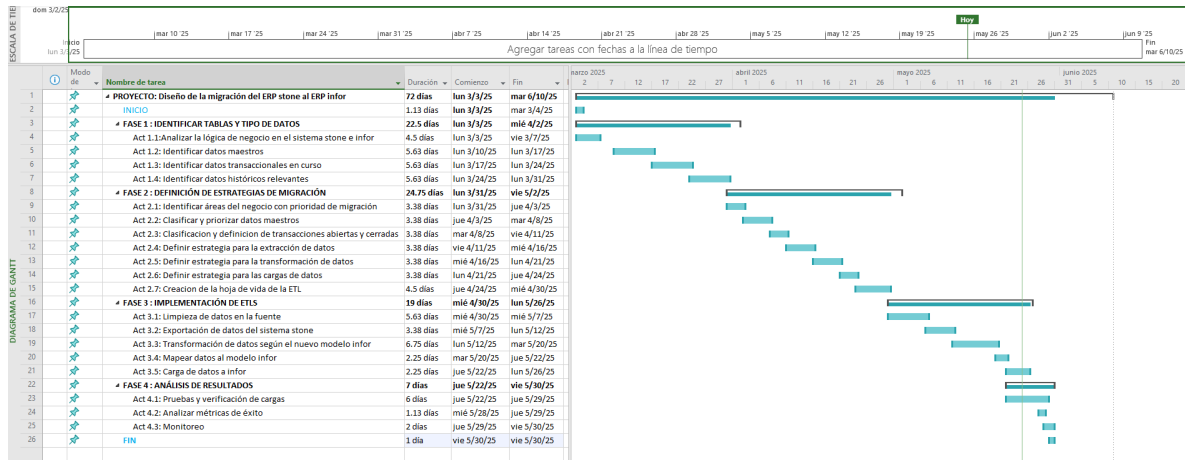 dom 3/2/25
ESCALA DE TIE
Hoy
mar 10 '25 mar 17 '25 mar 24 '25 mar 31 '25 abr 7 '25 abr 14 '25 abr 21 '25 abr 28 '25 may 5 '25 may 12 '25 may 19 '25 may 26 '25 jun 2 '25 jun 9 '25
Inicio
lun 3/3/25
Agregar tareas con fechas a la línea de tiempo
Fin
mar 6/10/25
DIAGRAMA DE GANTT
Modo de Nombre de tarea Duración Comienzo Fin
marzo 2025 abril 2025 mayo 2025 junio 2025
2 7 12 17 22 27 1 6 11 16 21 26 1 6 11 16 21 26 31 5 10 15 20
1 PROYECTO: Diseño de la migración del ERP stone al ERP infor 72 días lun 3/3/25 mar 6/10/25
2 INICIO 1.13 días lun 3/3/25 mar 3/4/25
3 FASE 1 : IDENTIFICAR TABLAS Y TIPO DE DATOS 22.5 días lun 3/3/25 mié 4/2/25
4 Act 1.1:Analizar la lógica de negocio en el sistema stone e infor 4.5 días lun 3/3/25 vie 3/7/25
5 Act 1.2: Identificar datos maestros 5.63 días lun 3/10/25 lun 3/17/25
6 Act 1.3: Identificar datos transaccionales en curso 5.63 días lun 3/17/25 lun 3/24/25
7 Act 1.4: Identificar datos históricos relevantes 5.63 días lun 3/24/25 lun 3/31/25
8 FASE 2 : DEFINICIÓN DE ESTRATEGIAS DE MIGRACIÓN 24.75 días lun 3/31/25 vie 5/2/25
9 Act 2.1: Identificar áreas del negocio con prioridad de migración 3.38 días lun 3/31/25 jue 4/3/25
10 Act 2.2: Clasificar y priorizar datos maestros 3.38 días jue 4/3/25 mar 4/8/25
11 Act 2.3: Clasificacion y definicion de transacciones abiertas y cerradas 3.38 días mar 4/8/25 vie 4/11/25
12 Act 2.4: Definir estrategia para la extracción de datos 3.38 días vie 4/11/25 mié 4/16/25
13 Act 2.5: Definir estrategia para la transformación de datos 3.38 días mié 4/16/25 lun 4/21/25
14 Act 2.6: Definir estrategia para las cargas de datos 3.38 días lun 4/21/25 jue 4/24/25
15 Act 2.7: Creacion de la hoja de vida de la ETL 4.5 días jue 4/24/25 mié 4/30/25
16 FASE 3 : IMPLEMENTACIÓN DE ETLS 19 días mié 4/30/25 lun 5/26/25
17 Act 3.1: Limpieza de datos en la fuente 5.63 días mié 4/30/25 mié 5/7/25
18 Act 3.2: Exportación de datos del sistema stone 3.38 días mié 5/7/25 lun 5/12/25
19 Act 3.3: Transformación de datos según el nuevo modelo infor 6.75 días lun 5/12/25 mar 5/20/25
20 Act 3.4: Mapear datos al modelo infor 2.25 días mar 5/20/25 jue 5/22/25
21 Act 3.5: Carga de datos a infor 2.25 días jue 5/22/25 lun 5/26/25
22 FASE 4 : ANÁLISIS DE RESULTADOS 7 días jue 5/22/25 vie 5/30/25
23 Act 4.1: Pruebas y verificación de cargas 6 días jue 5/22/25 jue 5/29/25
24 Act 4.2: Analizar métricas de éxito 1.13 días mié 5/28/25 jue 5/29/25
25 Act 4.3: Monitoreo 2 días jue 5/29/25 vie 5/30/25
26 FIN 1 día vie 5/30/25 vie 5/30/25